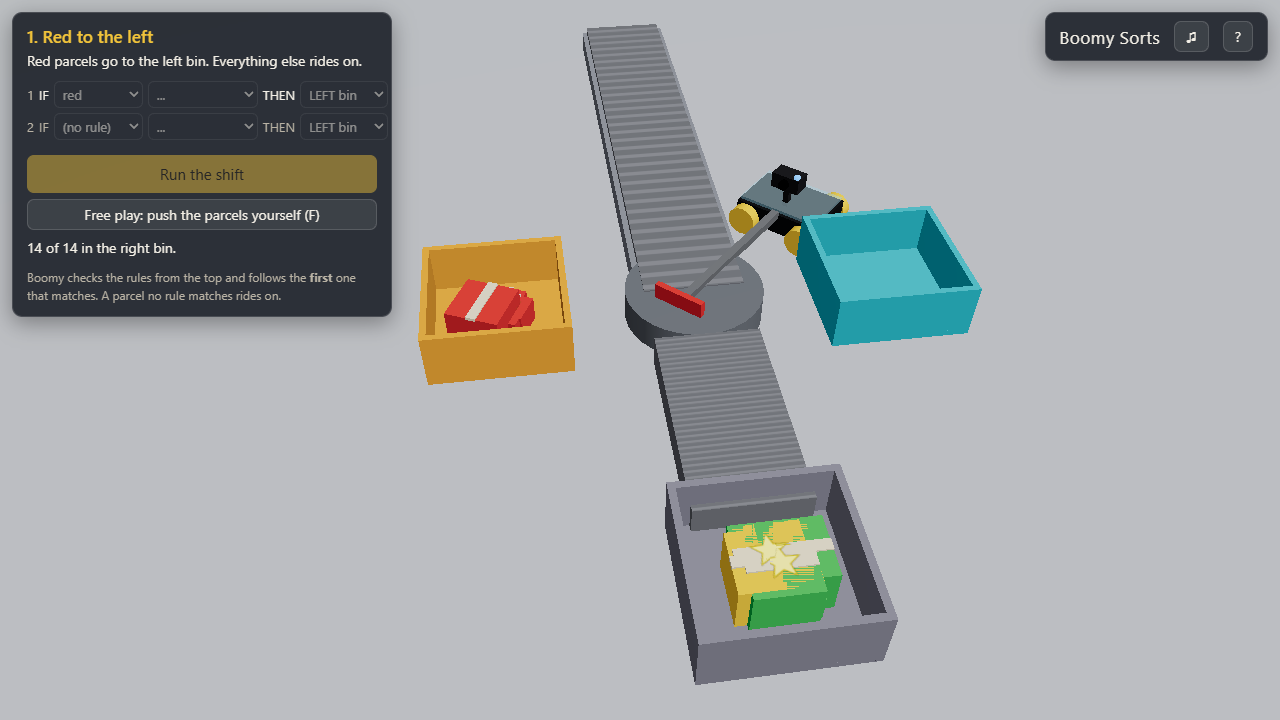 1. Red to the left
Red parcels go to the left bin. Everything else rides on.
1 IF red ... THEN LEFT bin
2 IF (no rule) ... THEN LEFT bin
Run the shift
Free play: push the parcels yourself (F)
14 of 14 in the right bin.
Boomy checks the rules from the top and follows the first one
that matches. A parcel no rule matches rides on.
Boomy Sorts ♫ ?